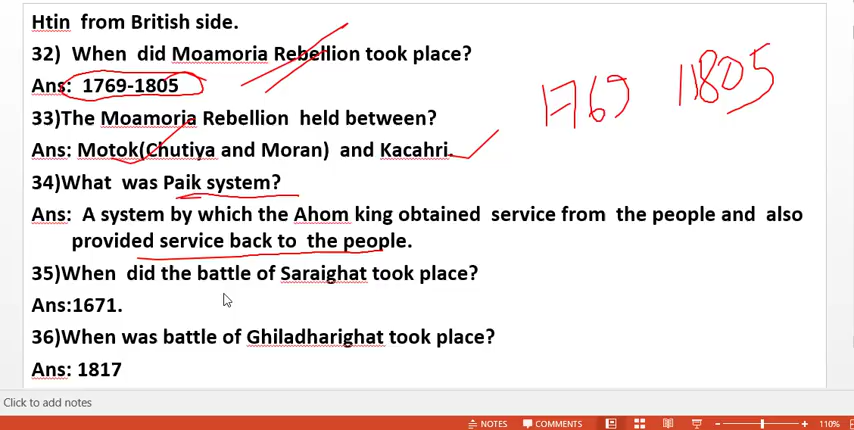 Htin from British side.
32) When did Moamoria Rebellion took place?
Ans: 1769-1805
1769 1805
33)The Moamoria Rebellion held between?
Ans: Motok(Chutiya and Moran) and Kacahri.
34)What was Paik system?
Ans: A system by which the Ahom king obtained service from the people and also
provided service back to the people.
35)When did the battle of Saraighat took place?
Ans:1671.
36)When was battle of Ghiladharighat took place?
Ans: 1817
Click to add notes
NOTES COMMENTS 110%